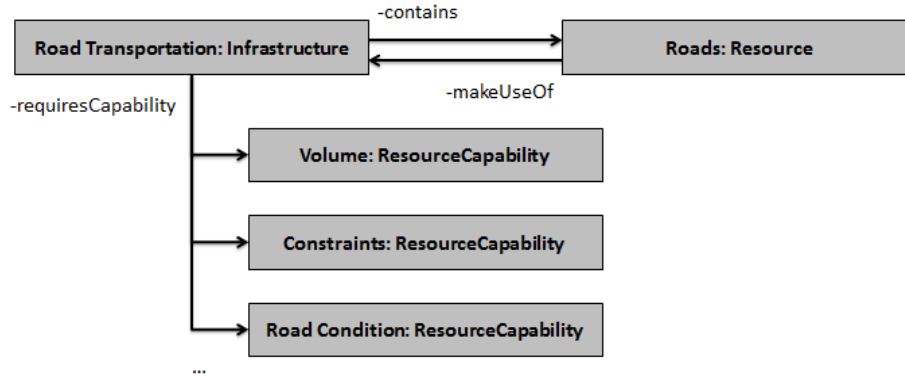 -contains
Road Transportation: Infrastructure
Roads: Resource
-makeUseOf
-requiresCapability
Volume: ResourceCapability
Constraints: ResourceCapability
Road Condition: ResourceCapability
...